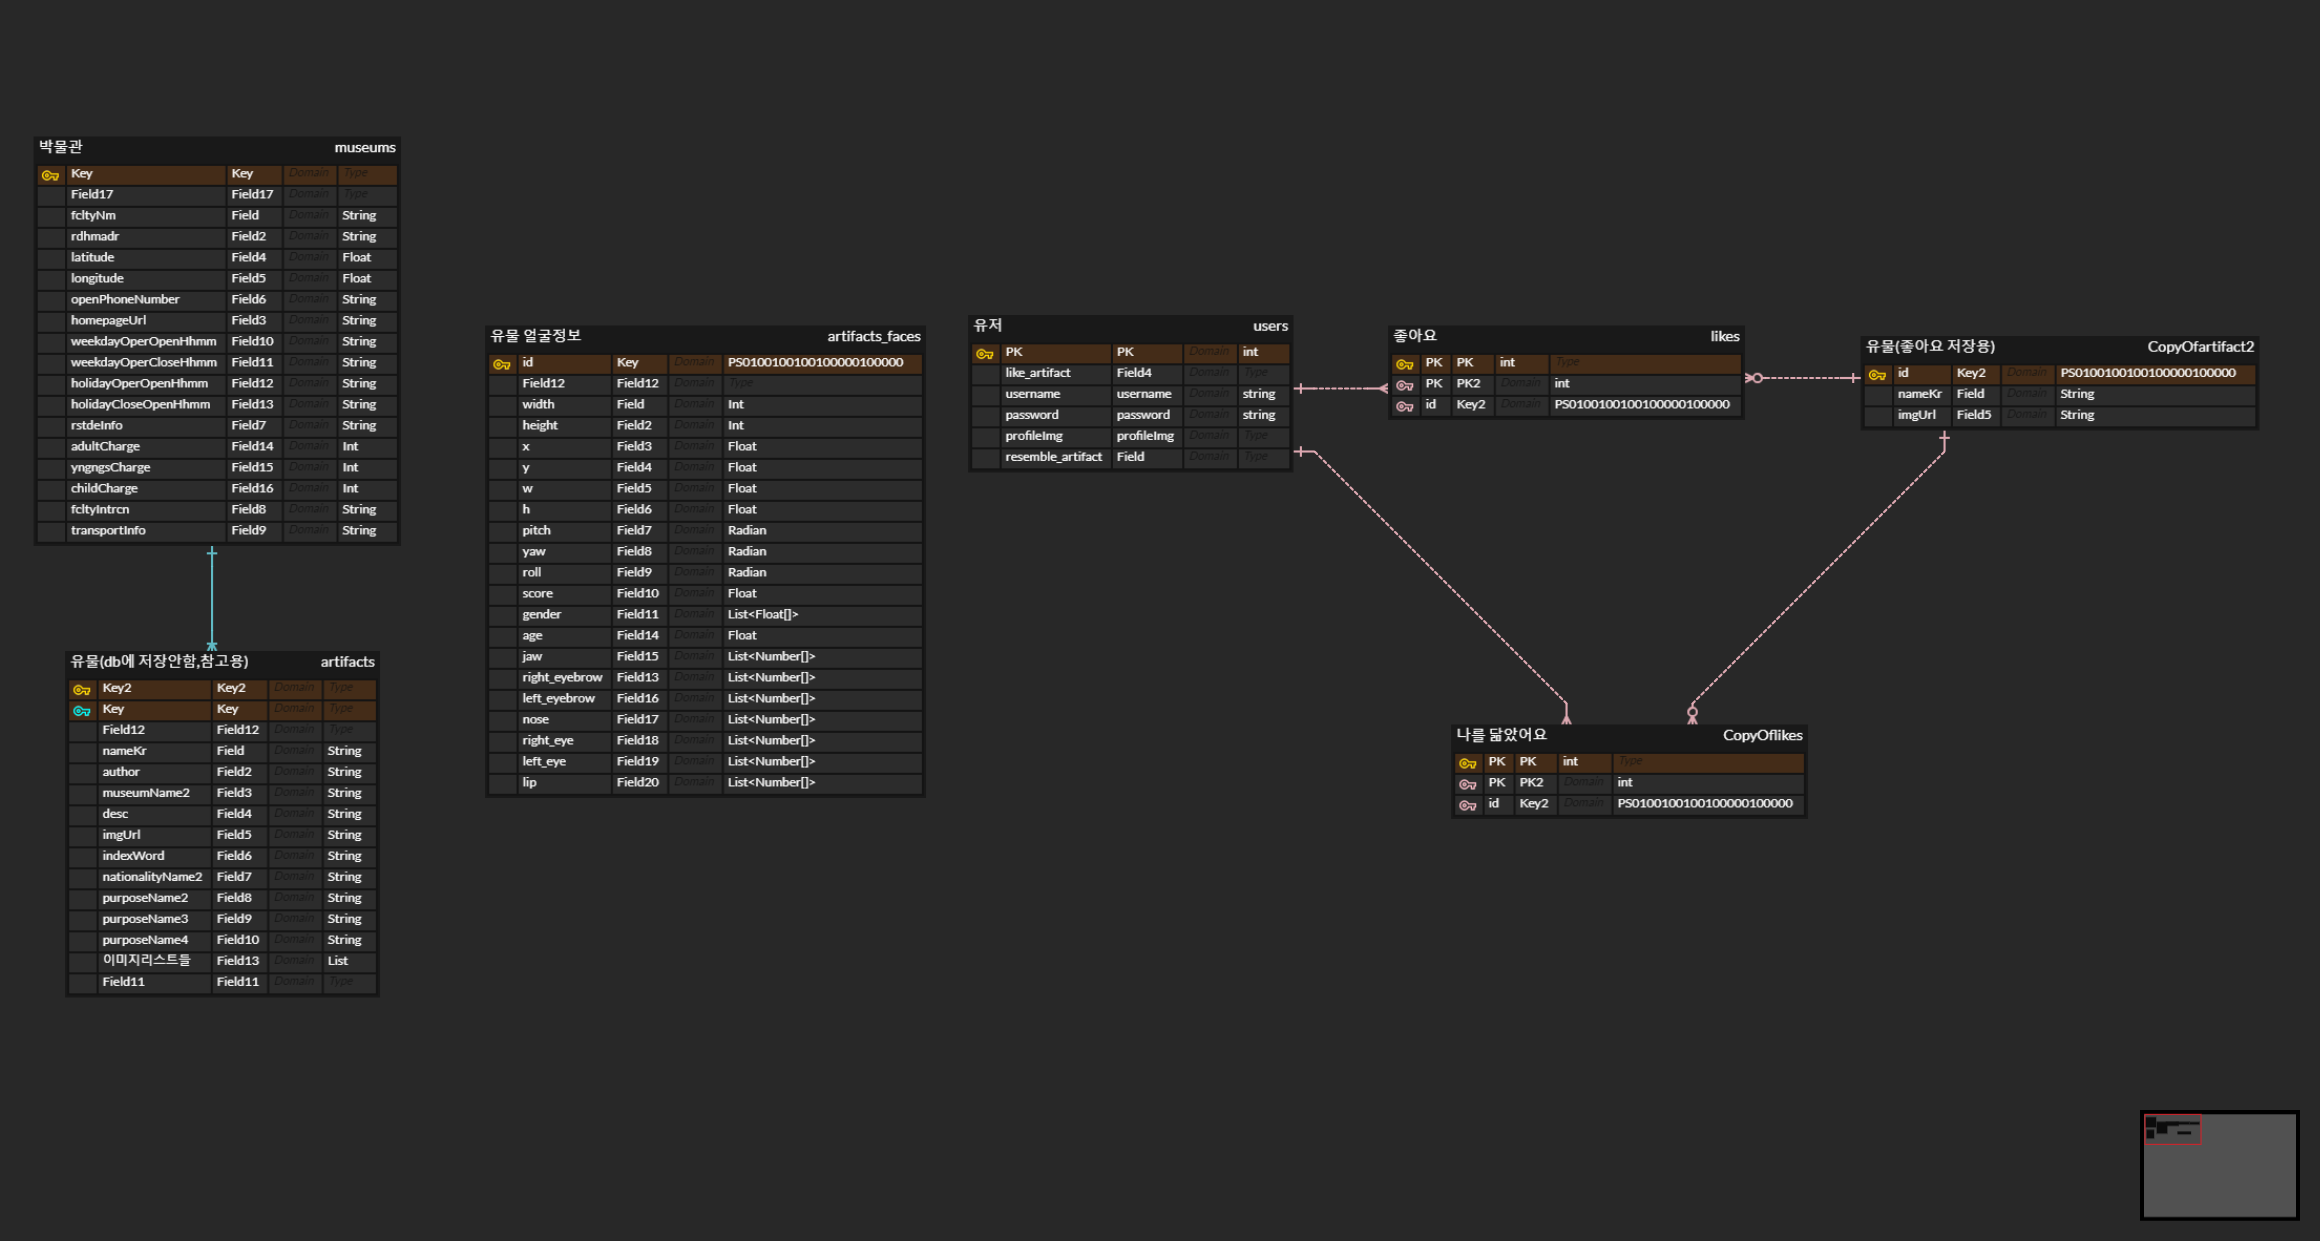 박물관 museums
Key Key Domain Type
Field17 Field17 Domain Type
fcltyNm Field Domain String
rdhmadr Field2 Domain String
latitude Field4 Domain Float
longitude Field5 Domain Float
openPhoneNumber Field6 Domain String
homepageUrl Field3 Domain String
weekdayOperOpenHhmm Field10 Domain String
weekdayOperCloseHhmm Field11 Domain String
holidayOperOpenHhmm Field12 Domain String
holidayCloseOpenHhmm Field13 Domain String
rstdeInfo Field7 Domain String
adultCharge Field14 Domain Int
yngngsCharge Field15 Domain Int
childCharge Field16 Domain Int
fcltyIntrcn Field8 Domain String
transportInfo Field9 Domain String
유물(db에 저장안함,참고용) artifacts
Key2 Key2 Domain Type
Key Key Domain Type
Field12 Field12 Domain Type
nameKr Field Domain String
author Field2 Domain String
museumName2 Field3 Domain String
desc Field4 Domain String
imgUrl Field5 Domain String
indexWord Field6 Domain String
nationalityName2 Field7 Domain String
purposeName2 Field8 Domain String
purposeName3 Field9 Domain String
purposeName4 Field10 Domain String
이미지리스트들 Field13 Domain List
Field11 Field11 Domain Type
유물 얼굴정보 artifacts_faces
id Key Domain PS0100100100100000100000
Field12 Field12 Domain Type
width Field Domain Int
height Field2 Domain Int
x Field3 Domain Float
y Field4 Domain Float
w Field5 Domain Float
h Field6 Domain Float
pitch Field7 Domain Radian
yaw Field8 Domain Radian
roll Field9 Domain Radian
score Field10 Domain Float
gender Field11 Domain List<Float[]>
age Field14 Domain Float
jaw Field15 Domain List<Number[]>
right_eyebrow Field13 Domain List<Number[]>
left_eyebrow Field16 Domain List<Number[]>
nose Field17 Domain List<Number[]>
right_eye Field18 Domain List<Number[]>
left_eye Field19 Domain List<Number[]>
lip Field20 Domain List<Number[]>
유저 users
PK PK Domain int
like_artifact Field4 Domain Type
username username Domain string
password password Domain string
profileImg profileImg Domain Type
resemble_artifact Field Domain Type
좋아요 likes
PK PK int Type
PK PK2 Domain int
id Key2 Domain PS0100100100100000100000
유물(좋아요 저장용) CopyOfartifact2
id Key2 Domain PS0100100100100000100000
nameKr Field Domain String
imgUrl Field5 Domain String
나를 닮았어요 CopyOflikes
PK PK int Type
PK PK2 Domain int
id Key2 Domain PS0100100100100000100000